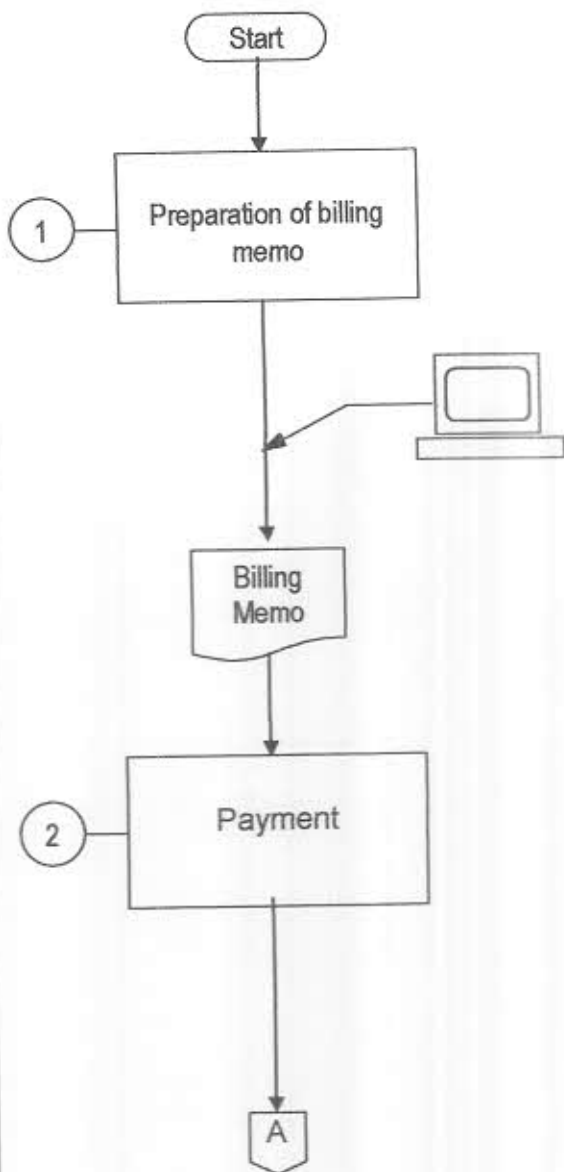 Start
1
Preparation of billing
memo
Billing
Memo
2
Payment
A